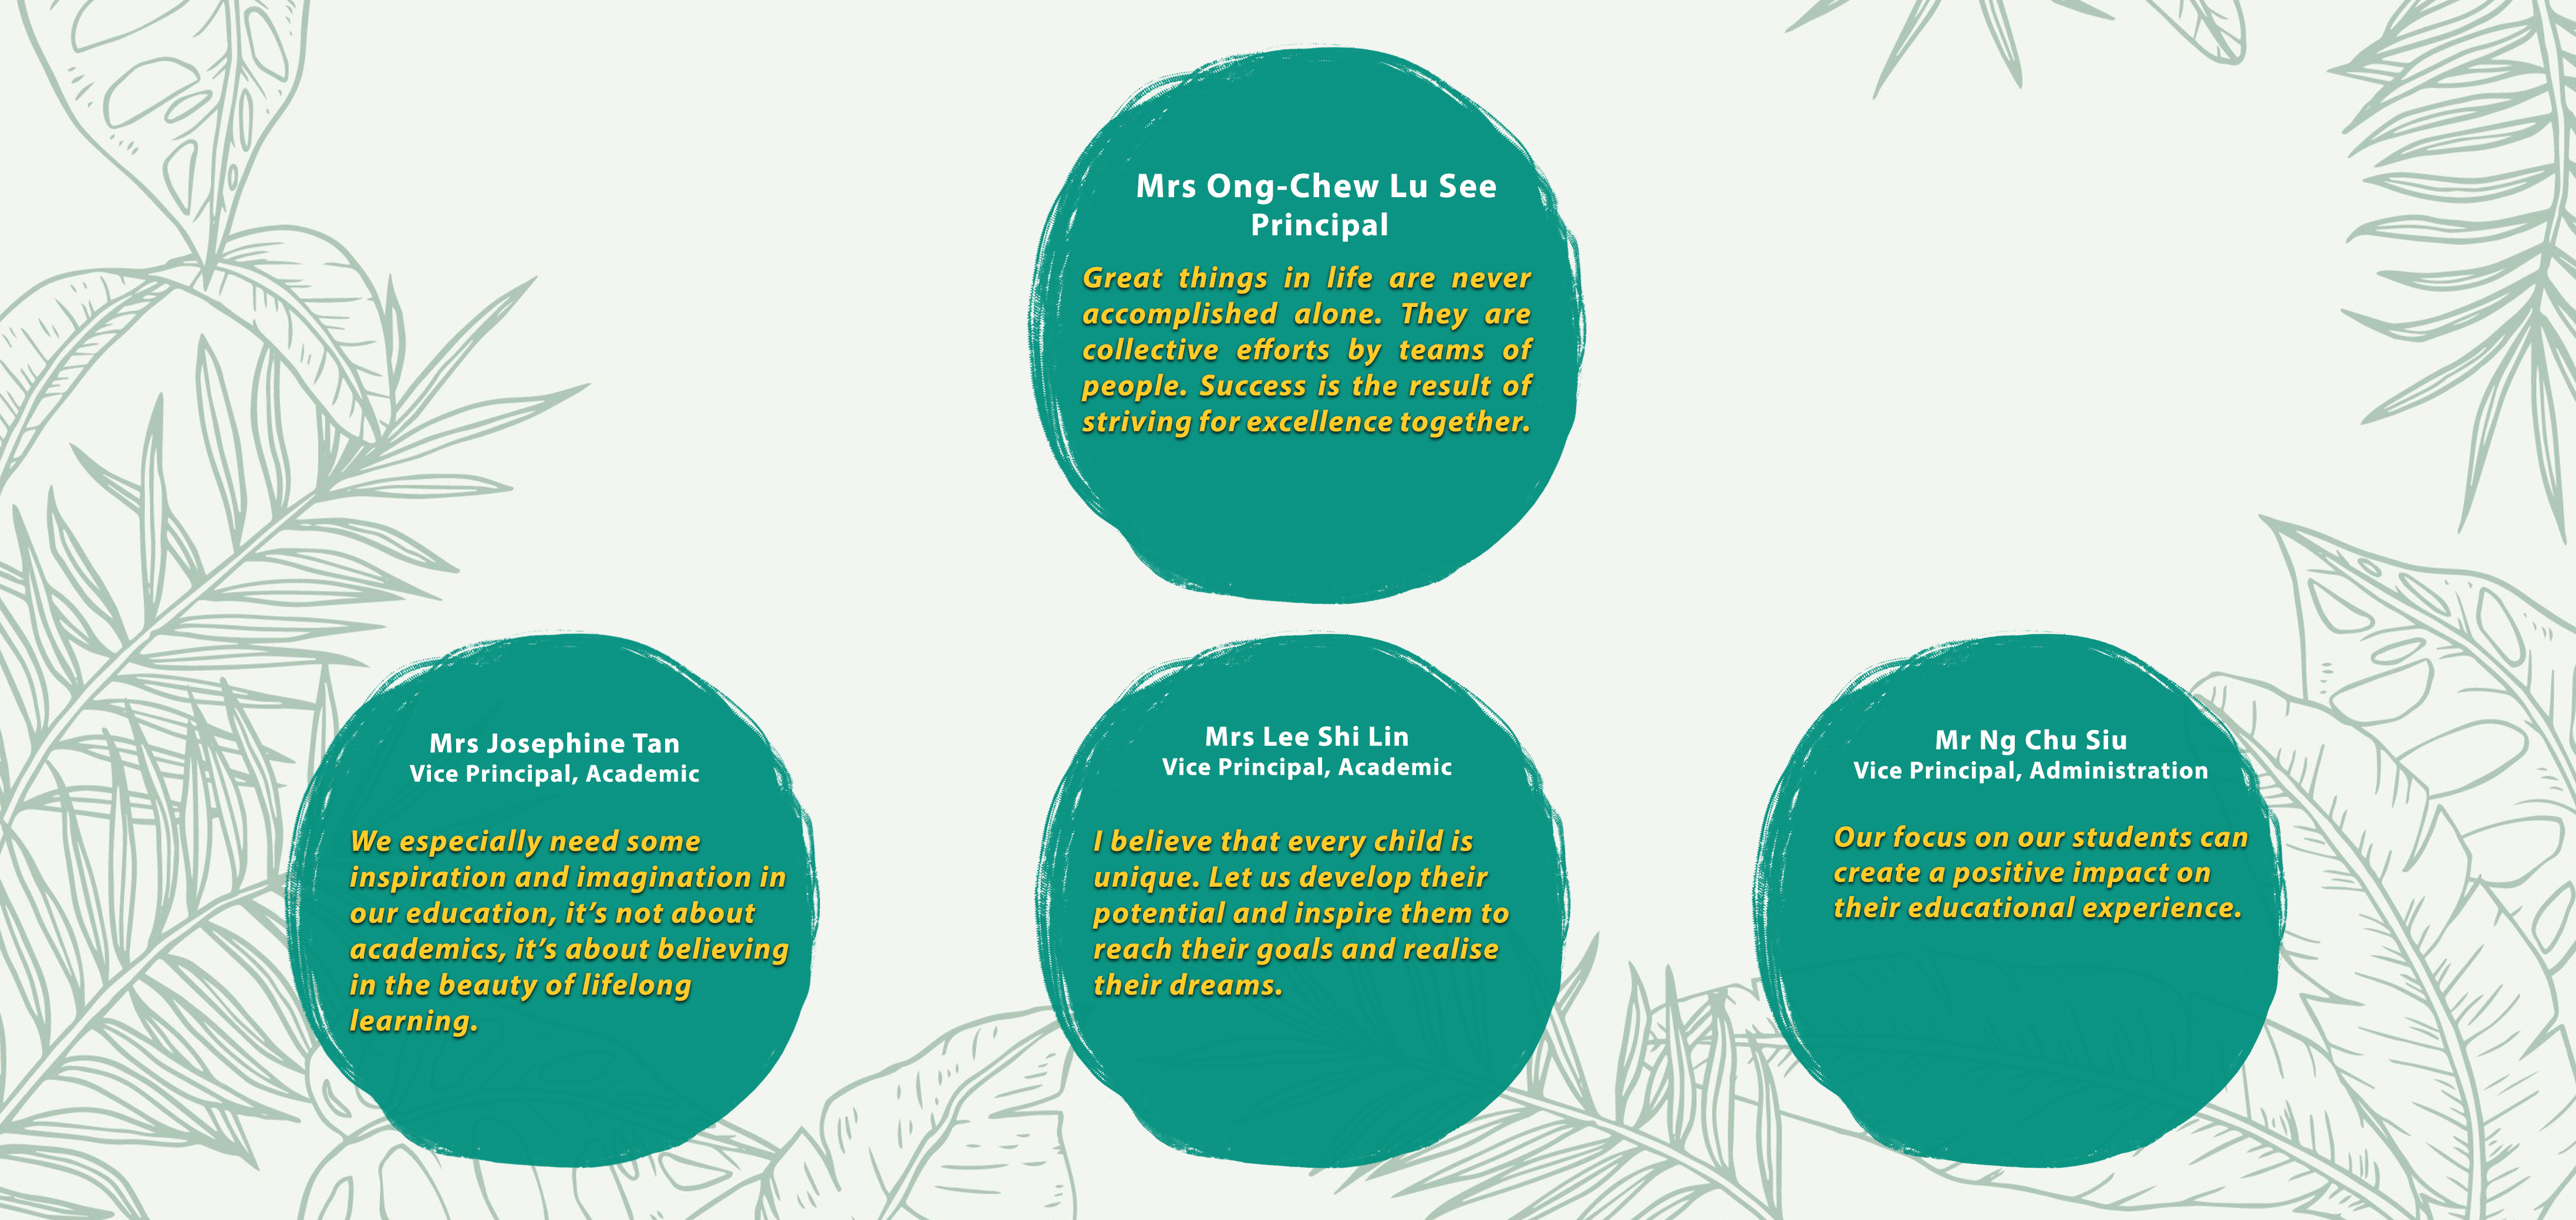 Mrs Ong-Chew Lu See
Principal
Great things in life are never
accomplished alone. They are
collective efforts by teams of
people. Success is the result of
striving for excellence together.
Mrs Josephine Tan
Vice Principal, Academic
We especially need some
inspiration and imagination in
our education, it’s not about
academics, it’s about believing
in the beauty of lifelong
learning.
Mrs Lee Shi Lin
Vice Principal, Academic
I believe that every child is
unique. Let us develop their
potential and inspire them to
reach their goals and realise
their dreams.
Mr Ng Chu Siu
Vice Principal, Administration
Our focus on our students can
create a positive impact on
their educational experience.